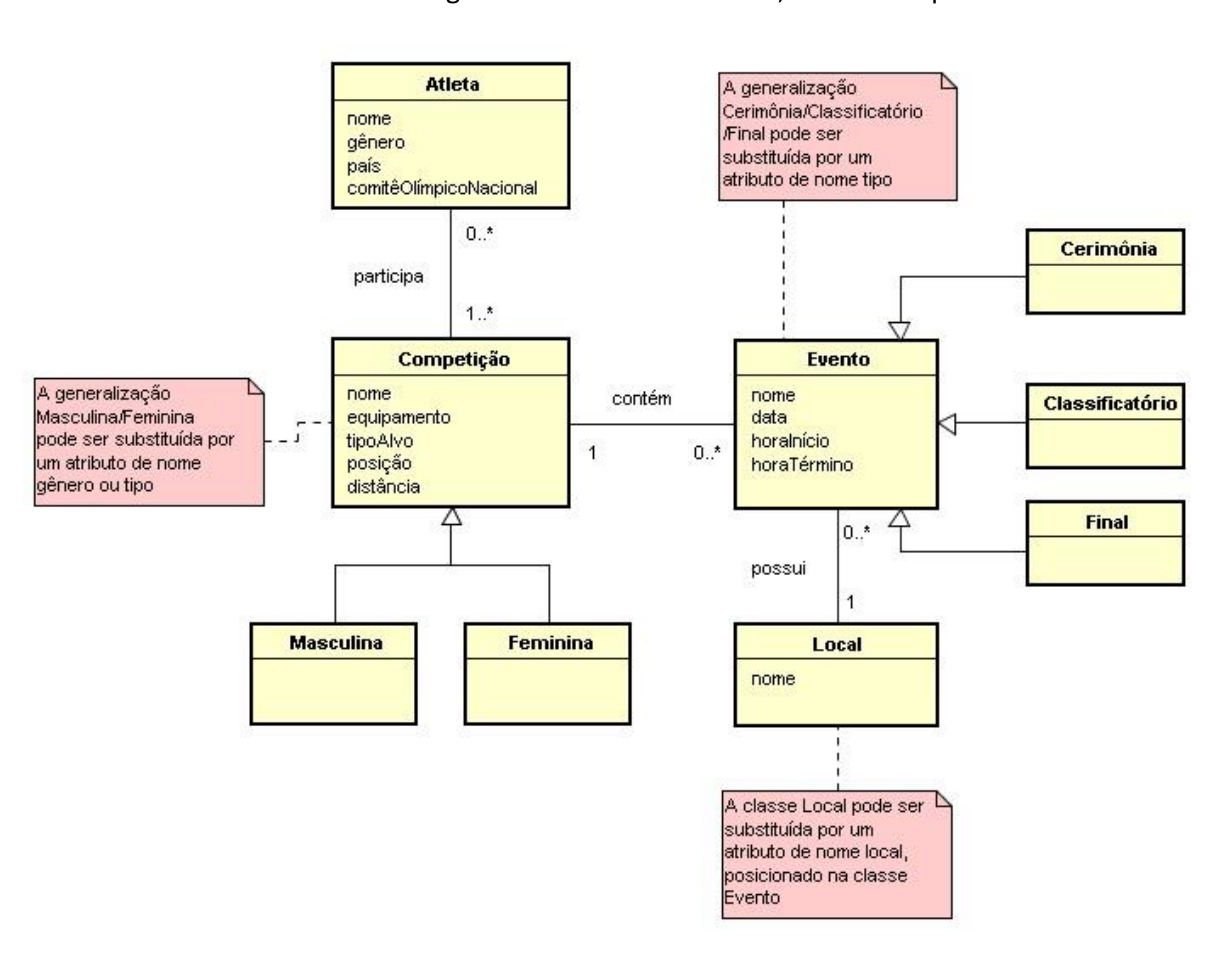 Atleta
nome
gênero
país
comitêOlímpicoNacional
A generalização
Cerimônia/Classificatório
/Final pode ser
substituída por um
atributo de nome tipo
0..*
participa
1..*
Cerimônia
Competição
nome
equipamento
tipoAlvo
posição
distância
A generalização
Masculina/Feminina
pode ser substituída por
um atributo de nome
gênero ou tipo
contém
1
0..*
Evento
nome
data
horaInício
horaTérmino
Classificatório
Final
0..*
possui
1
Masculina
Feminina
Local
nome
A classe Local pode ser
substituída por um
atributo de nome local,
posicionado na classe
Evento